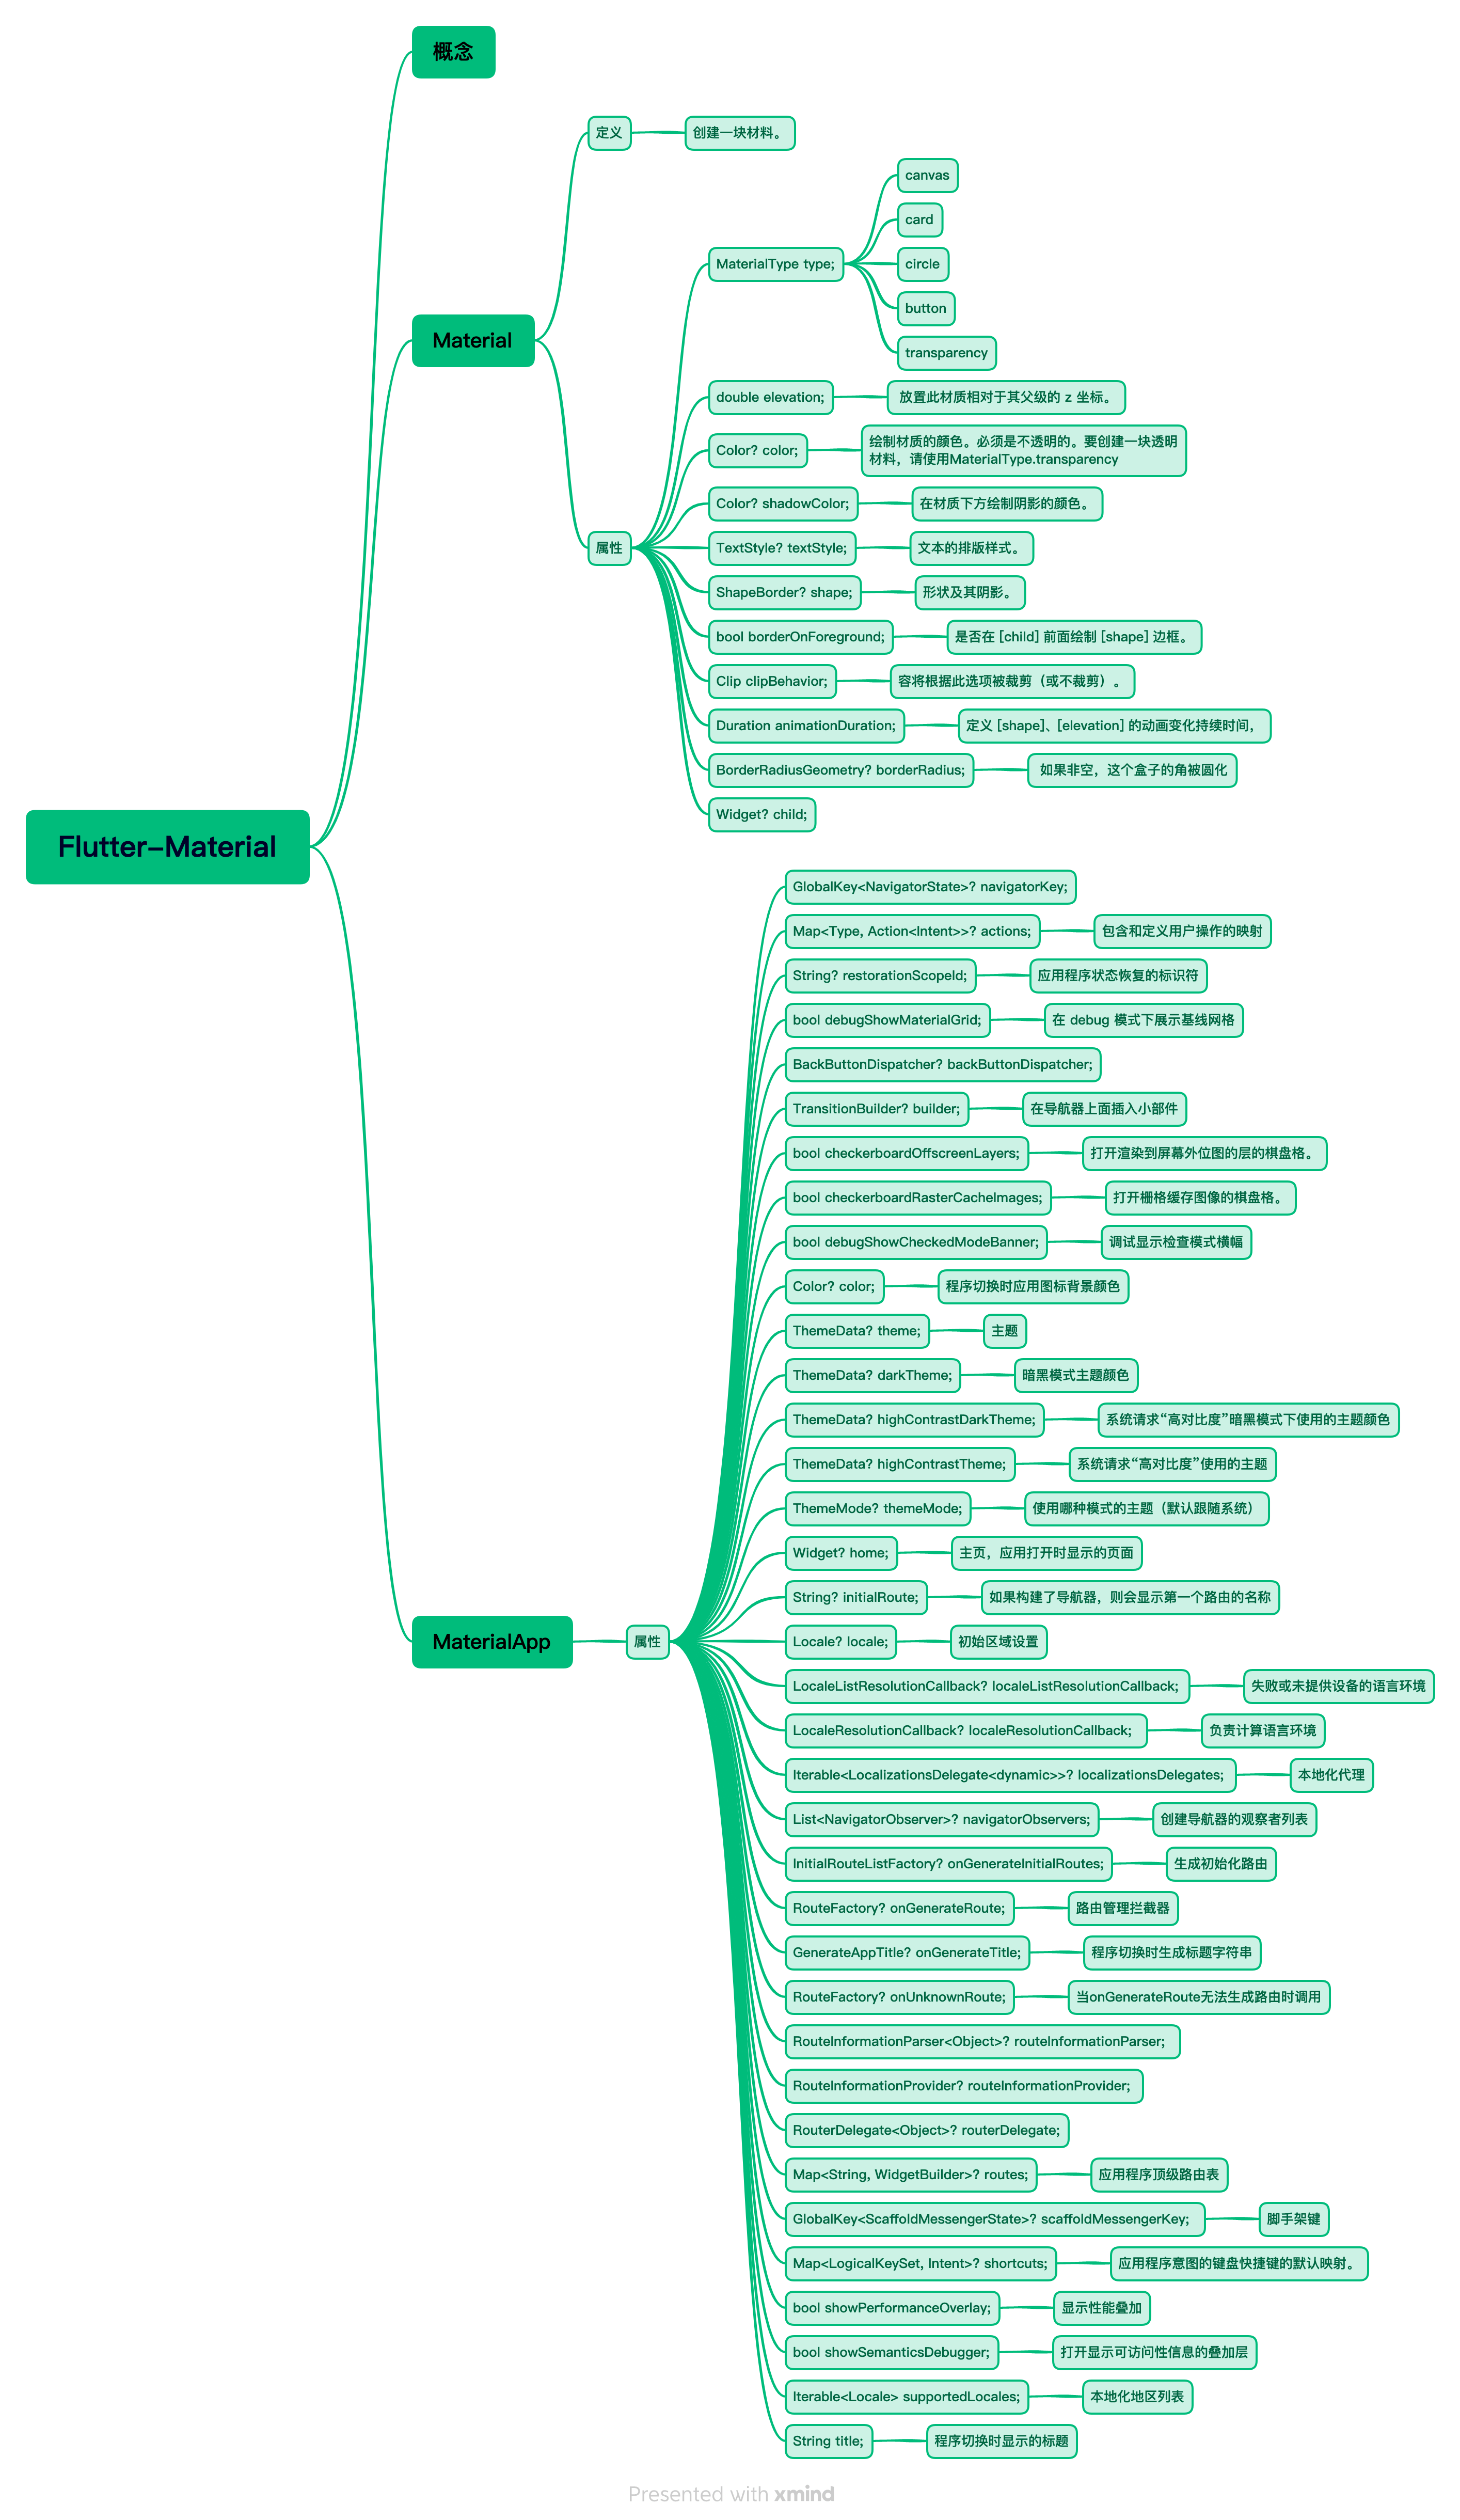 概念
定义
创建一块材料。
canvas
card
MaterialType type;
circle
button
Material
transparency
double elevation;
放置此材质相对于其父级的 z 坐标。
Color? color;
绘制材质的颜色。必须是不透明的。要创建一块透明
材料，请使用MaterialType.transparency
Color? shadowColor;
在材质下方绘制阴影的颜色。
属性
TextStyle? textStyle;
文本的排版样式。
ShapeBorder? shape;
形状及其阴影。
bool borderOnForeground;
是否在 [child] 前面绘制 [shape] 边框。
Clip clipBehavior;
容将根据此选项被裁剪（或不裁剪）。
Duration animationDuration;
定义 [shape]、[elevation] 的动画变化持续时间，
BorderRadiusGeometry? borderRadius;
如果非空，这个盒子的角被圆化
Widget? child;
Flutter-Material
GlobalKey<NavigatorState>? navigatorKey;
Map<Type, Action<Intent>>? actions;
包含和定义用户操作的映射
String? restorationScopeId;
应用程序状态恢复的标识符
bool debugShowMaterialGrid;
在 debug 模式下展示基线网格
BackButtonDispatcher? backButtonDispatcher;
TransitionBuilder? builder;
在导航器上面插入小部件
bool checkerboardOffscreenLayers;
打开渲染到屏幕外位图的层的棋盘格。
bool checkerboardRasterCacheImages;
打开栅格缓存图像的棋盘格。
bool debugShowCheckedModeBanner;
调试显示检查模式横幅
Color? color;
程序切换时应用图标背景颜色
ThemeData? theme;
主题
ThemeData? darkTheme;
暗黑模式主题颜色
ThemeData? highContrastDarkTheme;
系统请求“高对比度”暗黑模式下使用的主题颜色
ThemeData? highContrastTheme;
系统请求“高对比度”使用的主题
ThemeMode? themeMode;
使用哪种模式的主题（默认跟随系统）
Widget? home;
主页，应用打开时显示的页面
String? initialRoute;
如果构建了导航器，则会显示第一个路由的名称
MaterialApp
属性
Locale? locale;
初始区域设置
LocaleListResolutionCallback? localeListResolutionCallback;
失败或未提供设备的语言环境
LocaleResolutionCallback? localeResolutionCallback;
负责计算语言环境
Iterable<LocalizationsDelegate<dynamic>>? localizationsDelegates;
本地化代理
List<NavigatorObserver>? navigatorObservers;
创建导航器的观察者列表
InitialRouteListFactory? onGenerateInitialRoutes;
生成初始化路由
RouteFactory? onGenerateRoute;
路由管理拦截器
GenerateAppTitle? onGenerateTitle;
程序切换时生成标题字符串
RouteFactory? onUnknownRoute;
当onGenerateRoute无法生成路由时调用
RouteInformationParser<Object>? routeInformationParser;
RouteInformationProvider? routeInformationProvider;
RouterDelegate<Object>? routerDelegate;
Map<String, WidgetBuilder>? routes;
应用程序顶级路由表
GlobalKey<ScaffoldMessengerState>? scaffoldMessengerKey;
脚手架键
Map<LogicalKeySet, Intent>? shortcuts;
应用程序意图的键盘快捷键的默认映射。
bool showPerformanceOverlay;
显示性能叠加
bool showSemanticsDebugger;
打开显示可访问性信息的叠加层
Iterable<Locale> supportedLocales;
本地化地区列表
String title;
程序切换时显示的标题
Presented with xmind